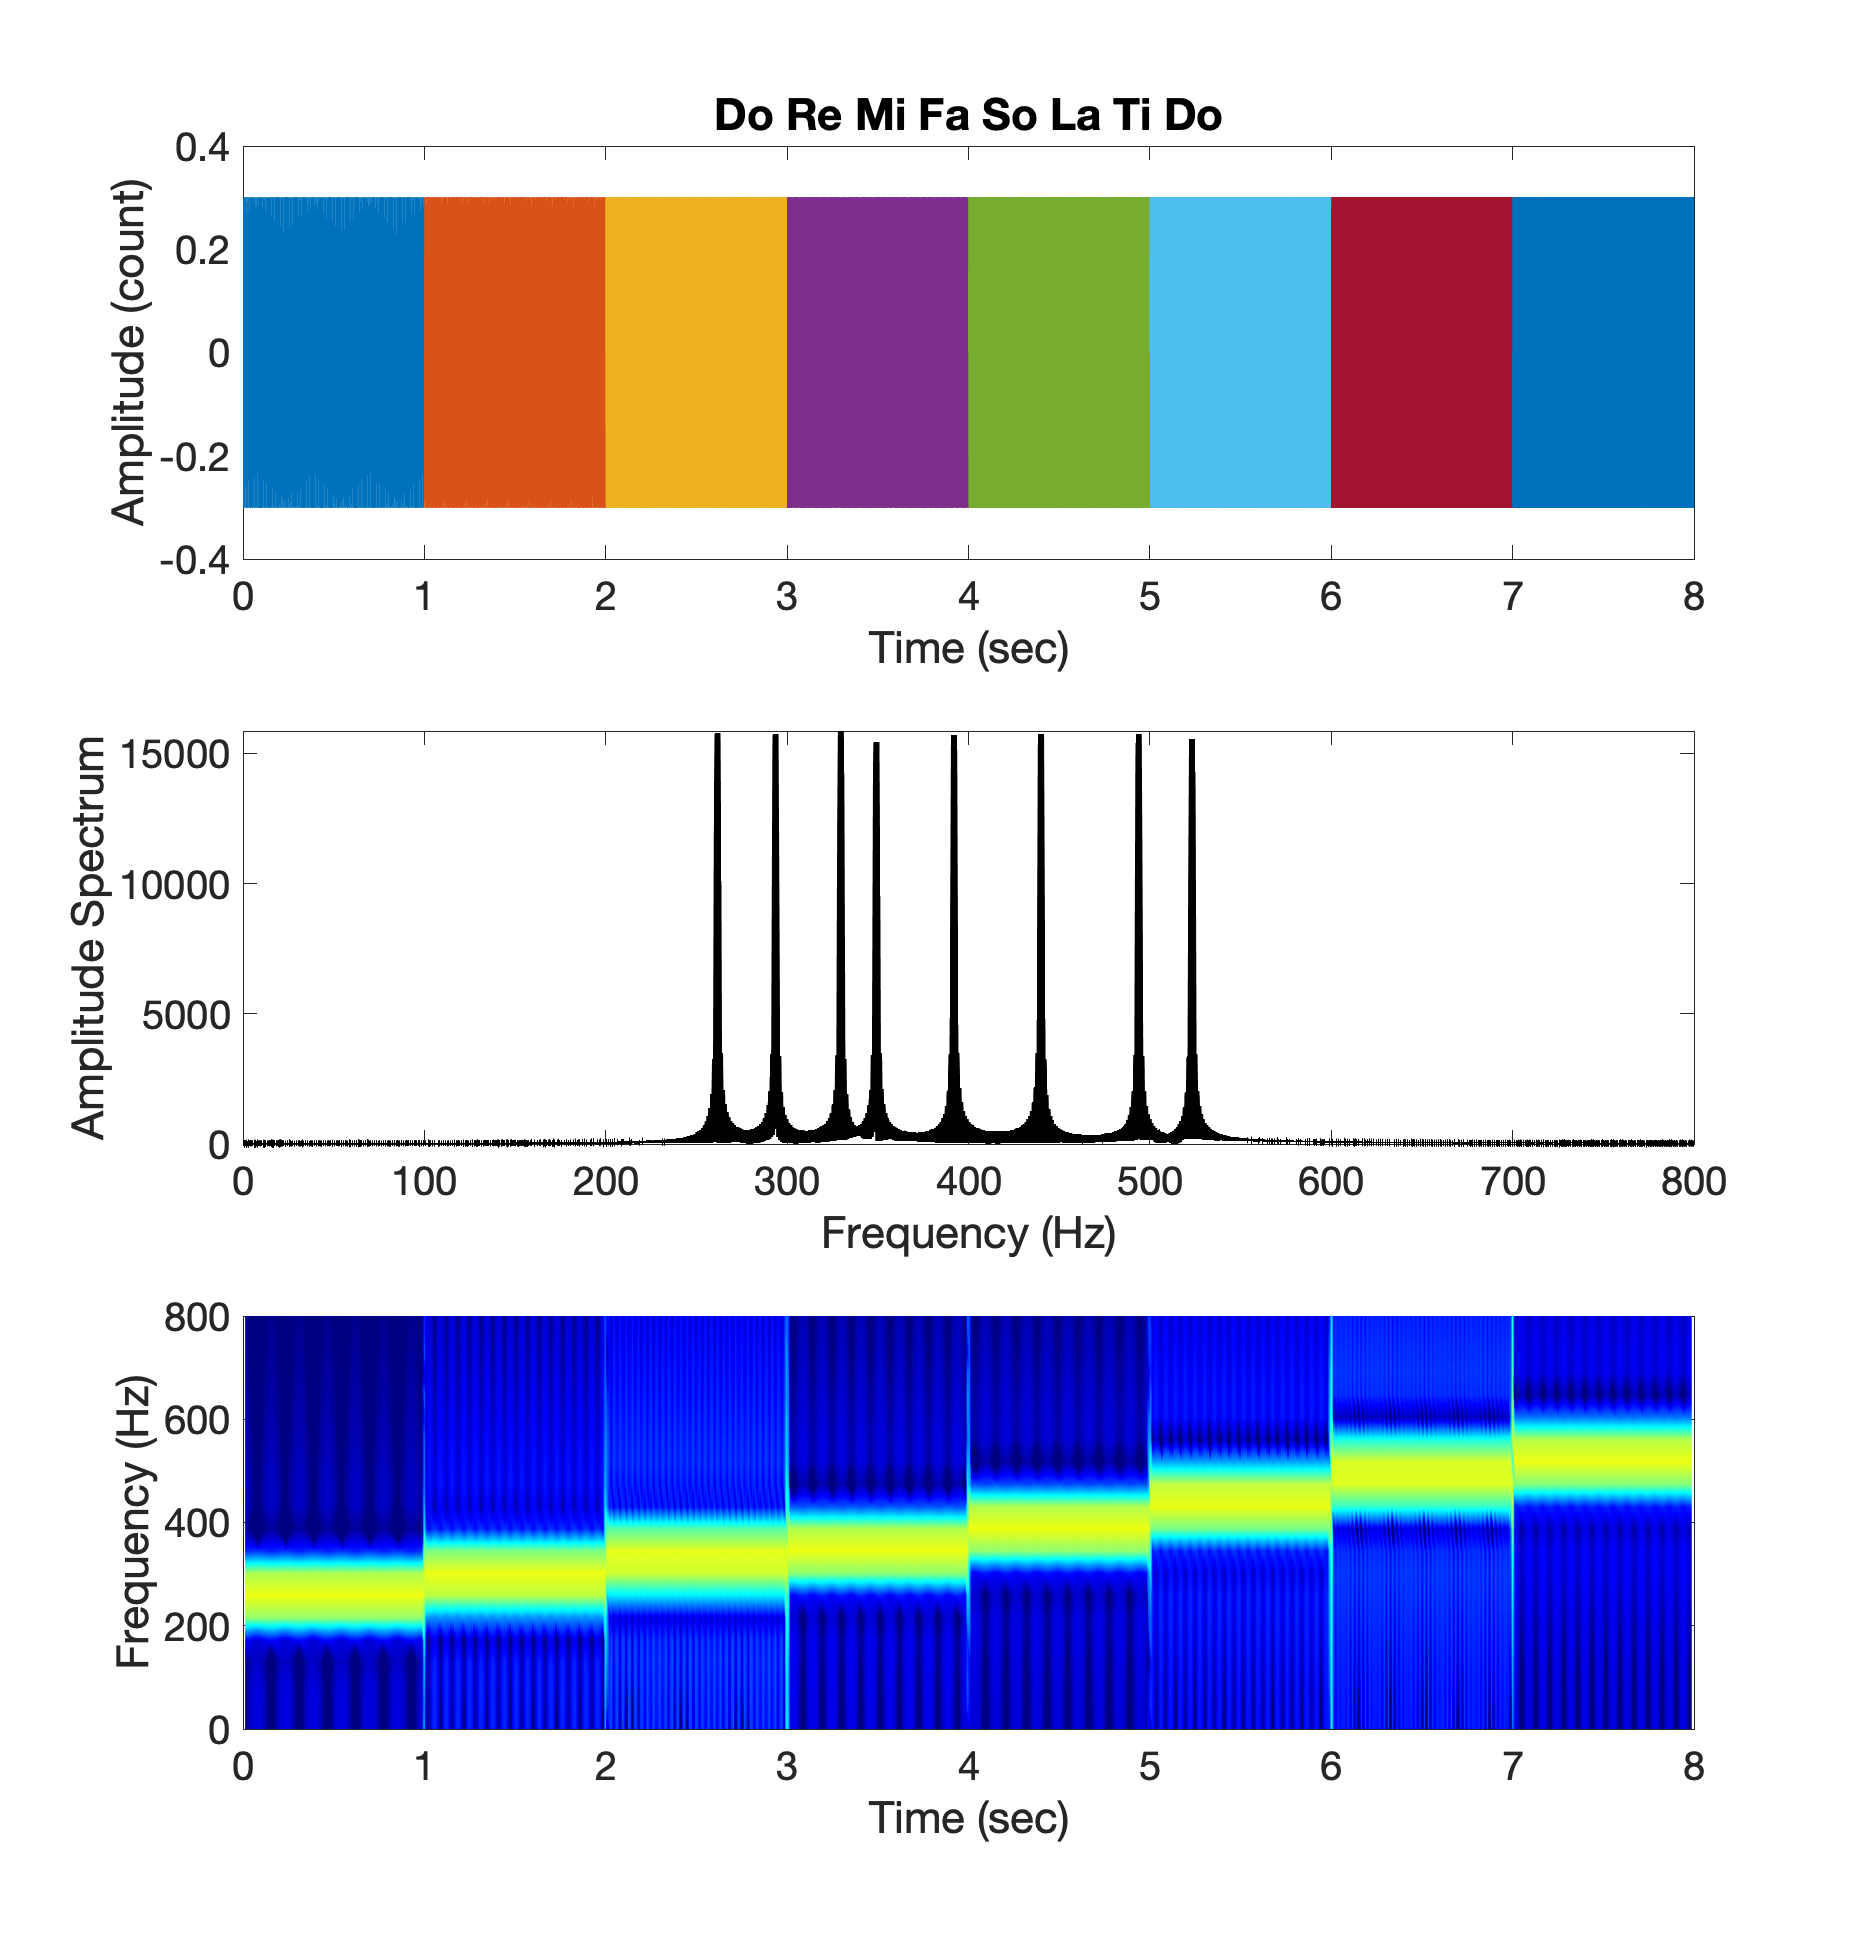 Do Re Mi Fa So La Ti Do
Amplitude (count)
0.4
0.2
0
-0.2
-0.4
0 1 2 3 4 5 6 7 8
Time (sec)
Amplitude Spectrum
15000
10000
5000
0
0 100 200 300 400 500 600 700 800
Frequency (Hz)
Frequency (Hz)
800
600
400
200
0
0 1 2 3 4 5 6 7 8
Time (sec)